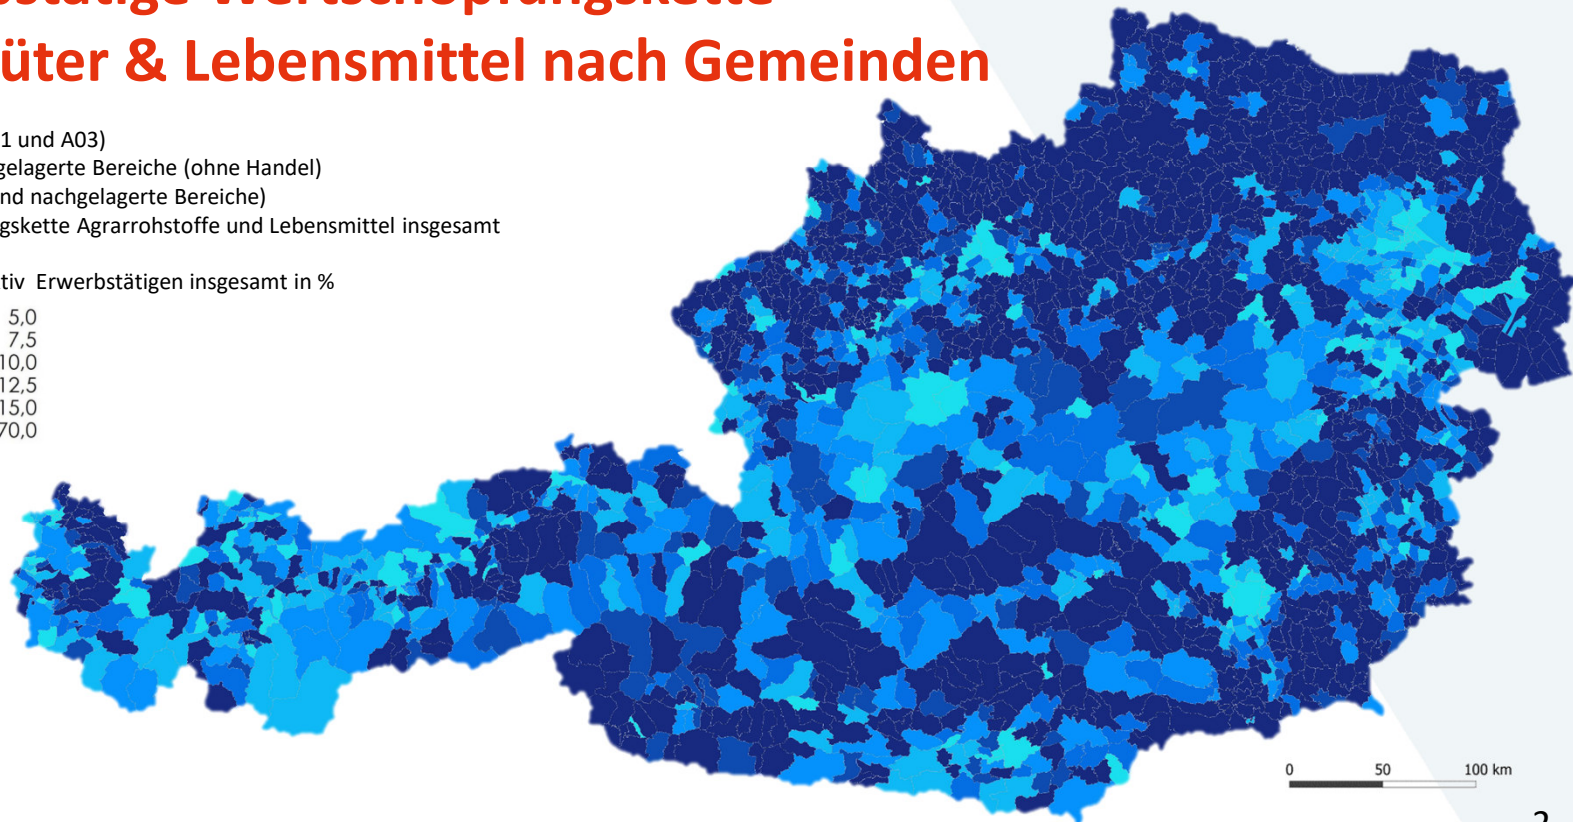 üter & Lebensmittel nach Gemeinden
1 und A03)
gelagerte Bereiche (ohne Handel)
nd nachgelagerte Bereiche)
gskette Agrarrohstoffe und Lebensmittel insgesamt
tiv Erwerbstätigen insgesamt in %
5,0
7,5
10,0
12,5
15,0
70,0
0 50 100 km